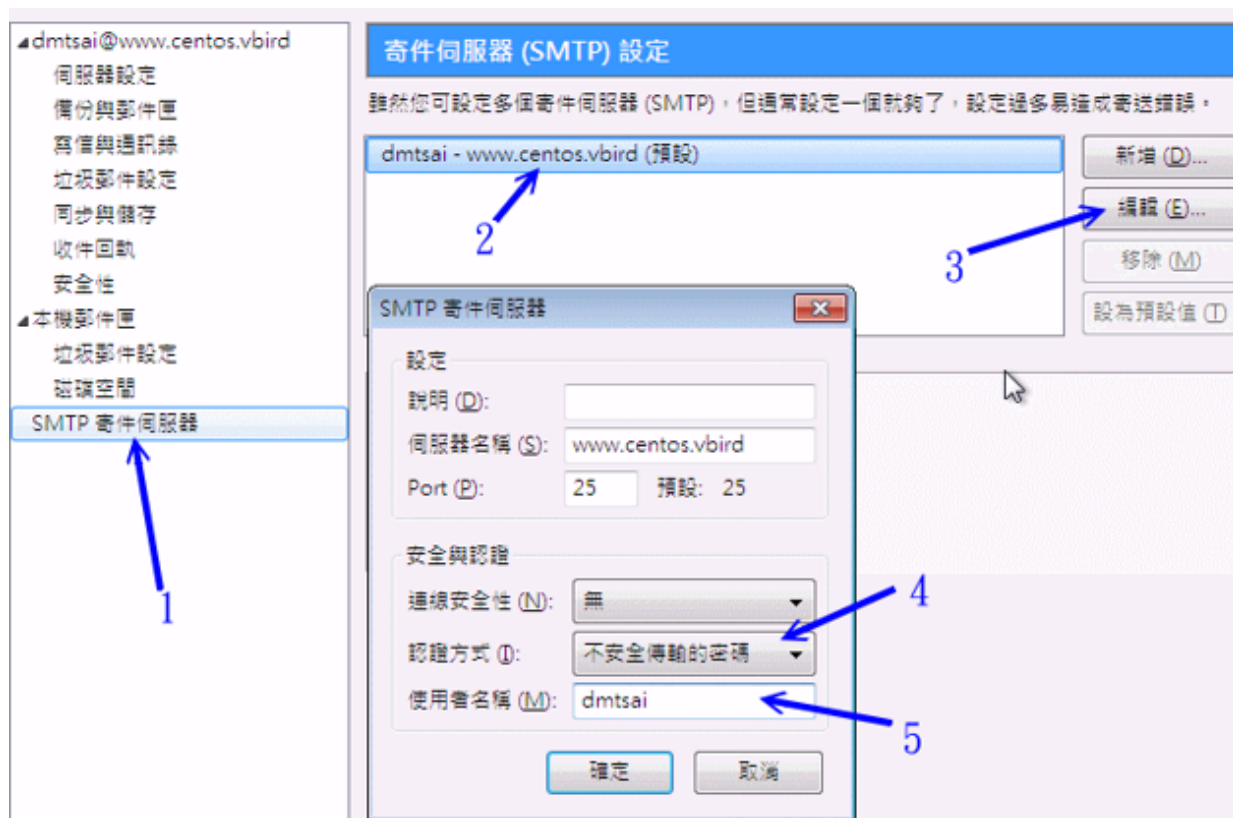 dmtsai@www.centos.vbird
伺服器設定
備份與郵件匣
寫信與通訊錄
垃圾郵件設定
同步與儲存
收件回執
安全性
本機郵件匣
垃圾郵件設定
磁碟空間
SMTP 寄件伺服器
1
寄件伺服器 (SMTP) 設定
雖然您可設定多個寄件伺服器 (SMTP)，但通常設定一個就夠了，設定過多易造成寄送錯誤。
dmtsai - www.centos.vbird (預設)
2
新增 (D)...
編輯 (E)...
3
移除 (M)
設為預設值 (T)
SMTP 寄件伺服器
設定
說明 (D):
伺服器名稱 (S): www.centos.vbird
Port (P): 25 預設: 25
安全與認證
連線安全性 (N): 無
4
認證方式 (I): 不安全傳輸的密碼
使用者名稱 (M): dmtsai
5
確定 取消